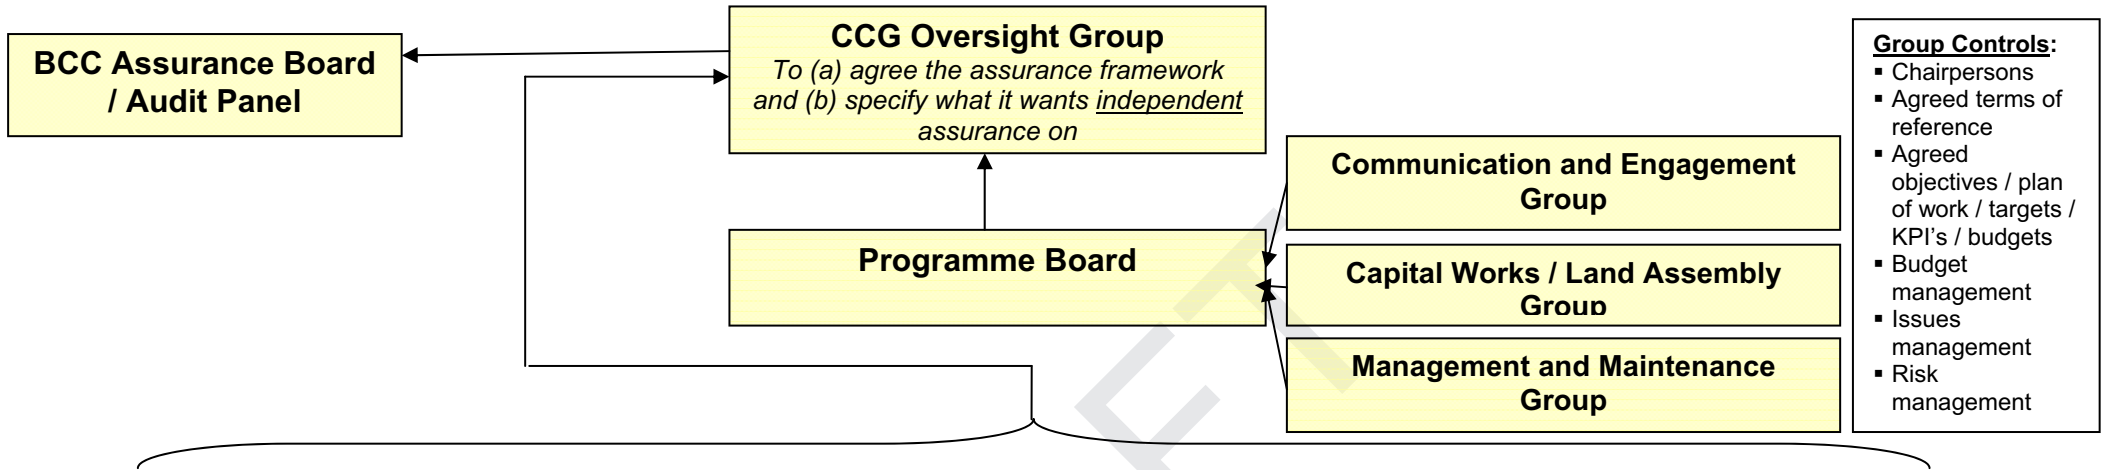 BCC Assurance Board
/ Audit Panel
CCG Oversight Group
To (a) agree the assurance framework
and (b) specify what it wants independent
assurance on
Communication and Engagement
Group
Programme Board
Capital Works / Land Assembly
Group
Management and Maintenance
Group
Group Controls:
▪ Chairpersons
▪ Agreed terms of
reference
▪ Agreed
objectives / plan
of work / targets /
KPI’s / budgets
▪ Budget
management
▪ Issues
management
▪ Risk
management
FT